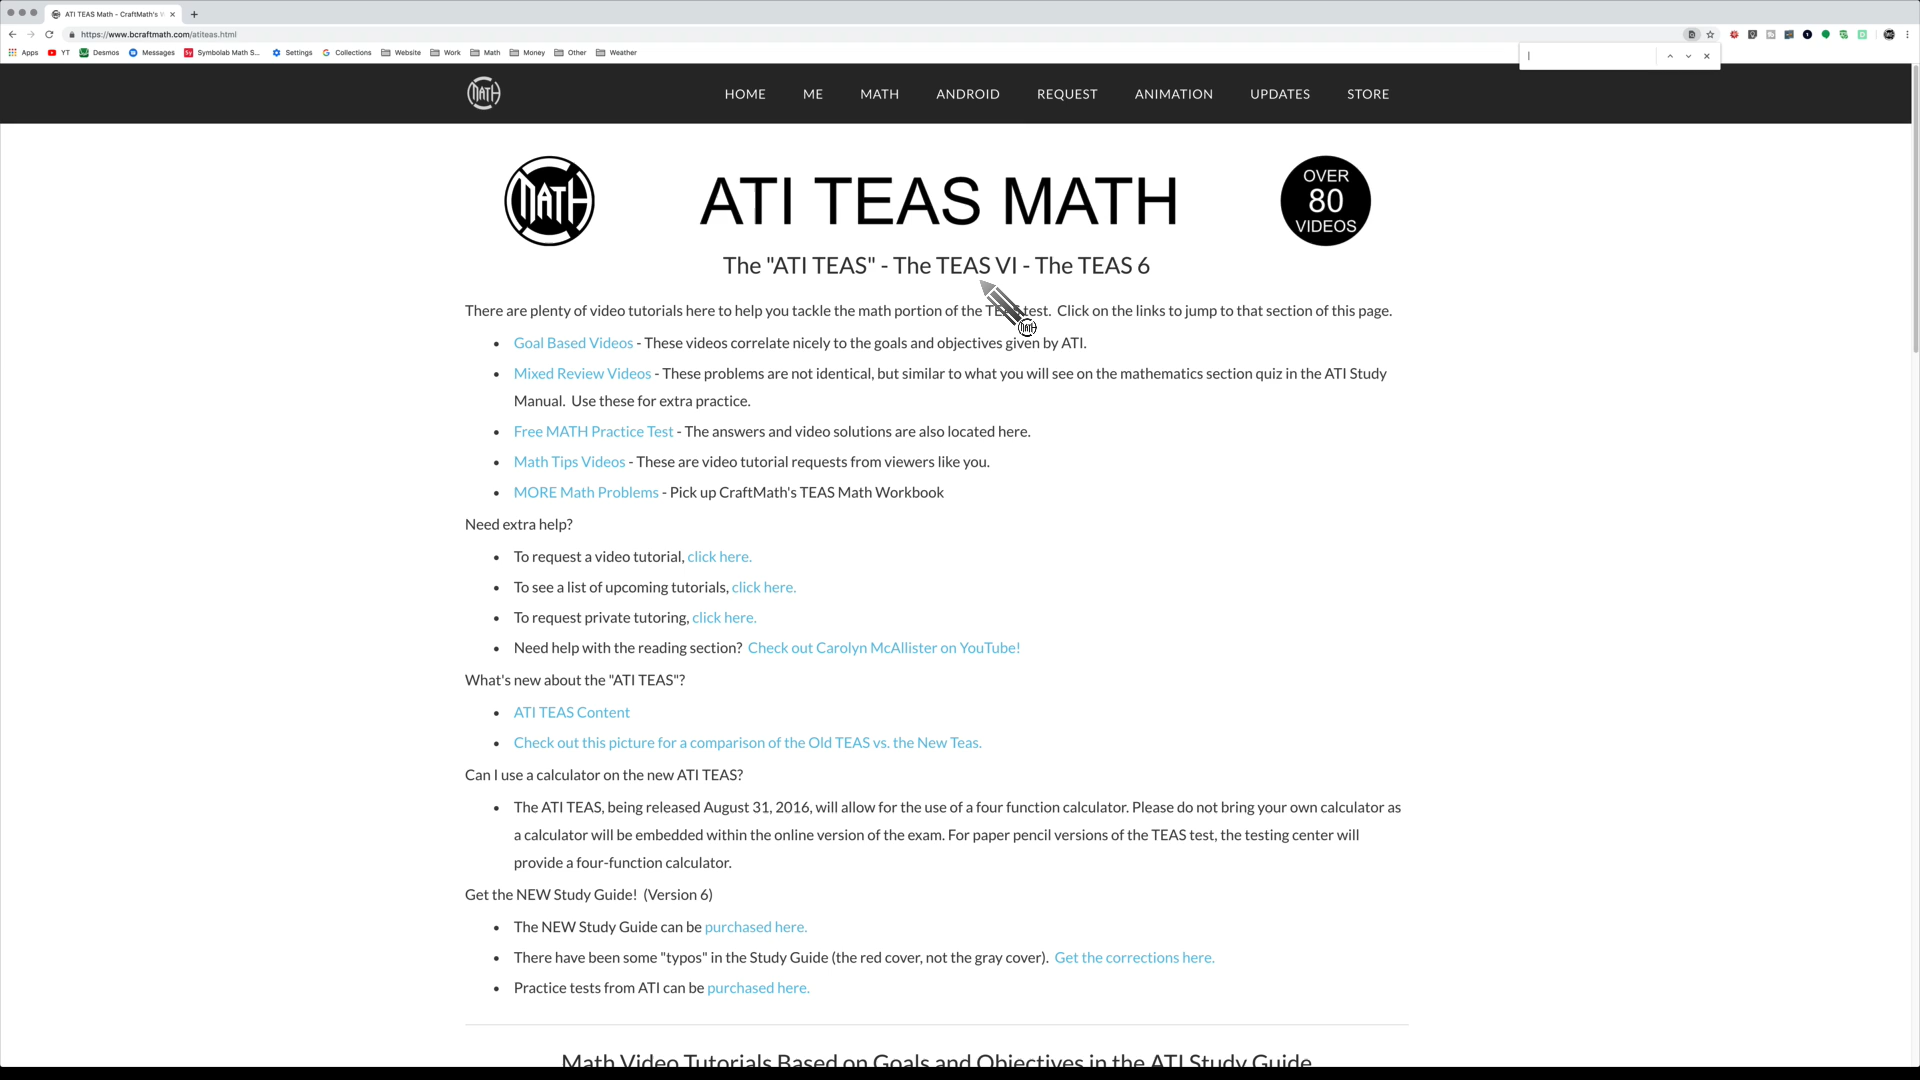 ATI TEAS Math - CraftMath's
https://www.bcraftmath.com/atiteas.html
Apps YT Desmos Messages Symbolab Math S... Settings Collections Website Work Math Money Other Weather
MATH HOME ME MATH ANDROID REQUEST ANIMATION UPDATES STORE
MATH
ATI TEAS MATH
OVER
80
VIDEOS
The "ATI TEAS" - The TEAS VI - The TEAS 6
There are plenty of video tutorials here to help you tackle the math portion of the TEAS test. Click on the links to jump to that section of this page.
Goal Based Videos - These videos correlate nicely to the goals and objectives given by ATI.
Mixed Review Videos - These problems are not identical, but similar to what you will see on the mathematics section quiz in the ATI Study
Manual. Use these for extra practice.
Free MATH Practice Test - The answers and video solutions are also located here.
Math Tips Videos - These are video tutorial requests from viewers like you.
MORE Math Problems - Pick up CraftMath's TEAS Math Workbook
Need extra help?
To request a video tutorial, click here.
To see a list of upcoming tutorials, click here.
To request private tutoring, click here.
Need help with the reading section? Check out Carolyn McAllister on YouTube!
What's new about the "ATI TEAS"?
ATI TEAS Content
Check out this picture for a comparison of the Old TEAS vs. the New Teas.
Can I use a calculator on the new ATI TEAS?
The ATI TEAS, being released August 31, 2016, will allow for the use of a four function calculator. Please do not bring your own calculator as
a calculator will be embedded within the online version of the exam. For paper pencil versions of the TEAS test, the testing center will
provide a four-function calculator.
Get the NEW Study Guide! (Version 6)
The NEW Study Guide can be purchased here.
There have been some "typos" in the Study Guide (the red cover, not the gray cover). Get the corrections here.
Practice tests from ATI can be purchased here.
Math Video Tutorials Based on Goals and Objectives in the ATI Study Guide